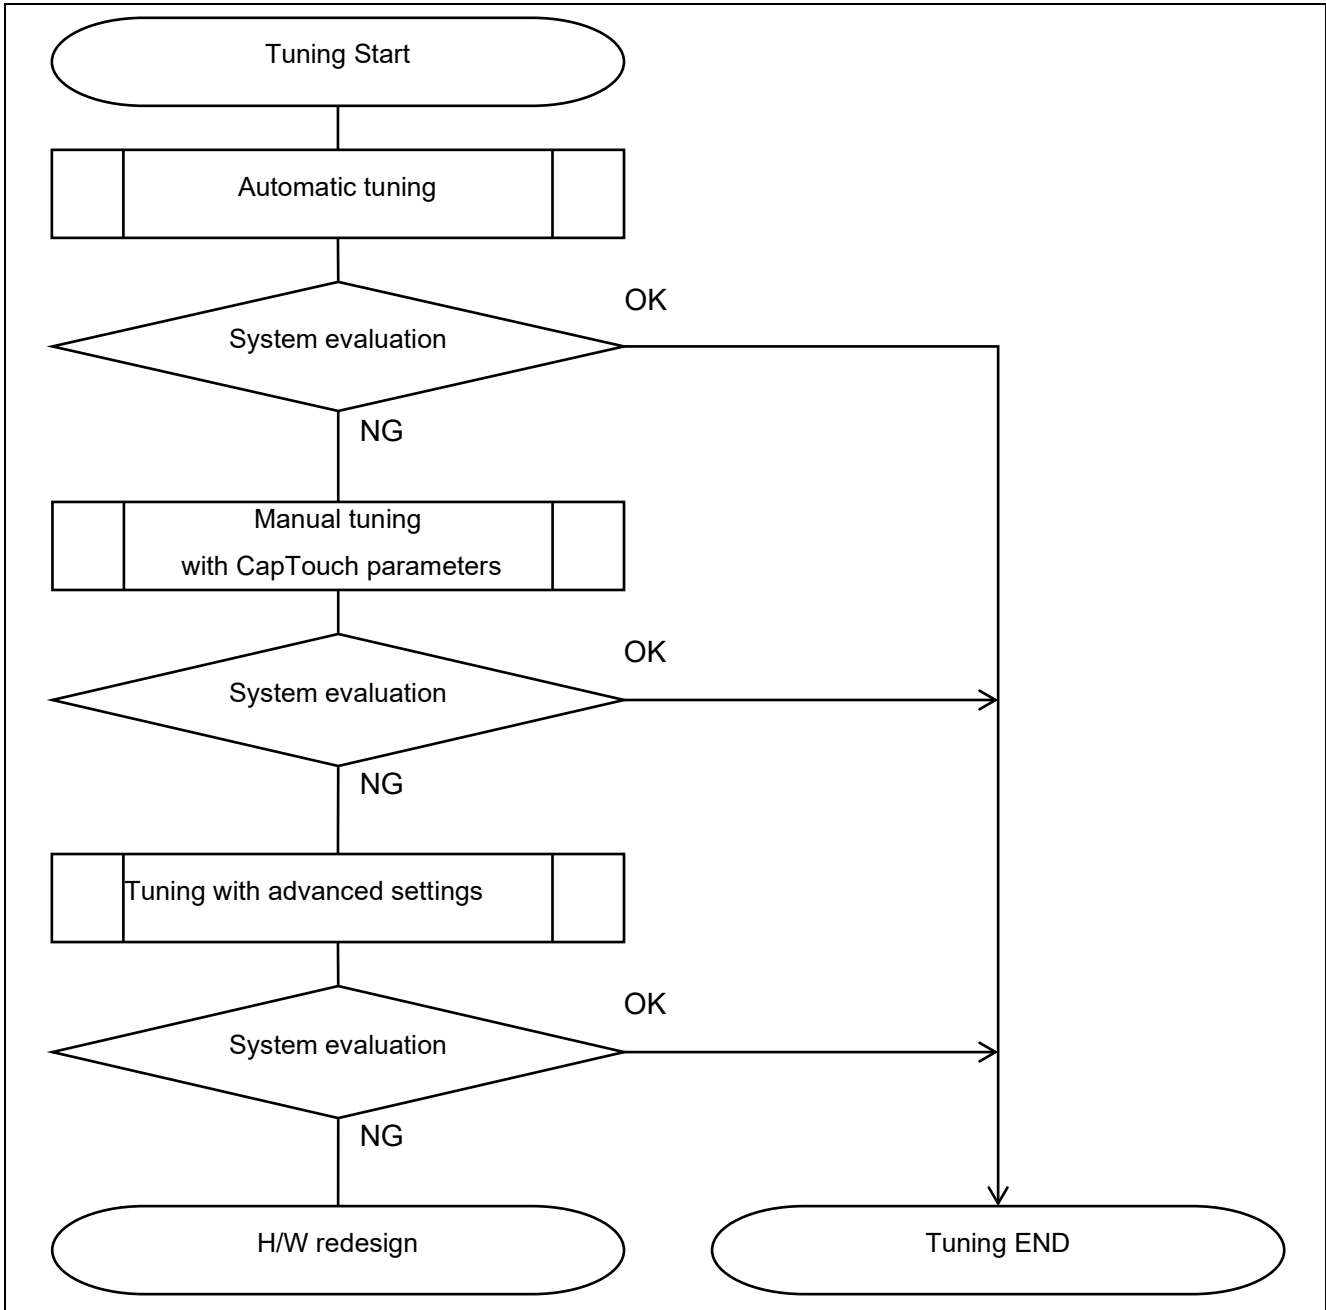 Tuning Start
Automatic tuning
OK
System evaluation
NG
Manual tuning
with CapTouch parameters
OK
System evaluation
NG
Tuning with advanced settings
OK
System evaluation
NG
H/W redesign
Tuning END